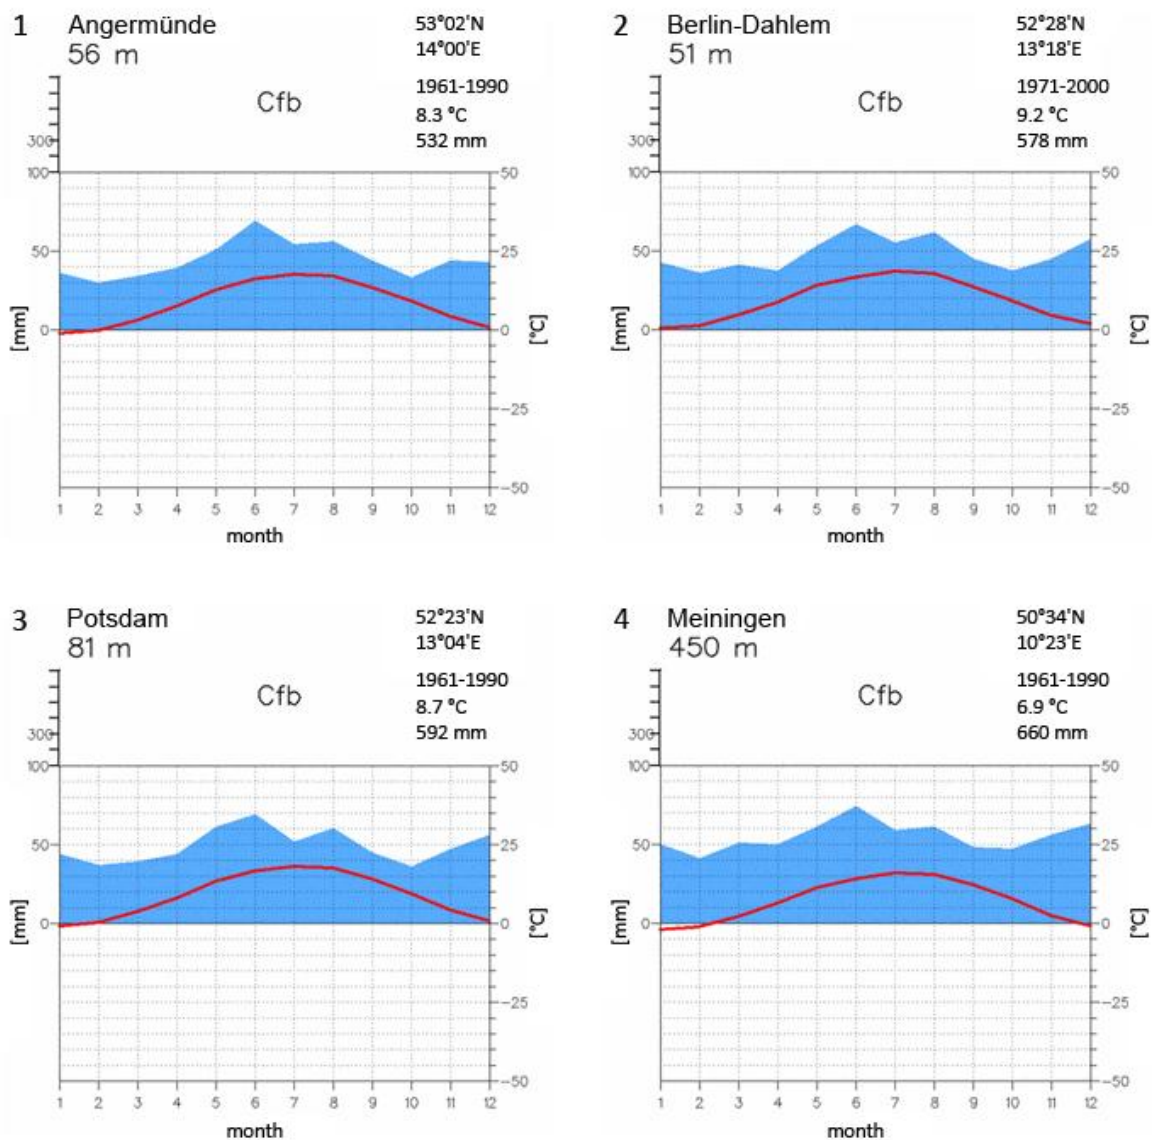 1 Angermünde 53°02'N
56 m 14°00'E
1961-1990
Cfb
8.3 °C
532 mm
300
100 50
50 25
0 0
[mm] [°C]
-25
-50
1 2 3 4 5 6 7 8 9 10 11 12
month
2 Berlin-Dahlem 52°28'N
51 m 13°18'E
1971-2000
Cfb
9.2 °C
578 mm
300
100 50
50 25
0 0
[mm] [°C]
-25
-50
1 2 3 4 5 6 7 8 9 10 11 12
month
3 Potsdam 52°23'N
81 m 13°04'E
1961-1990
Cfb
8.7 °C
592 mm
300
100 50
50 25
0 0
[mm] [°C]
-25
-50
1 2 3 4 5 6 7 8 9 10 11 12
month
4 Meiningen 50°34'N
450 m 10°23'E
1961-1990
Cfb
6.9 °C
660 mm
300
100 50
50 25
0 0
[mm] [°C]
-25
-50
1 2 3 4 5 6 7 8 9 10 11 12
month